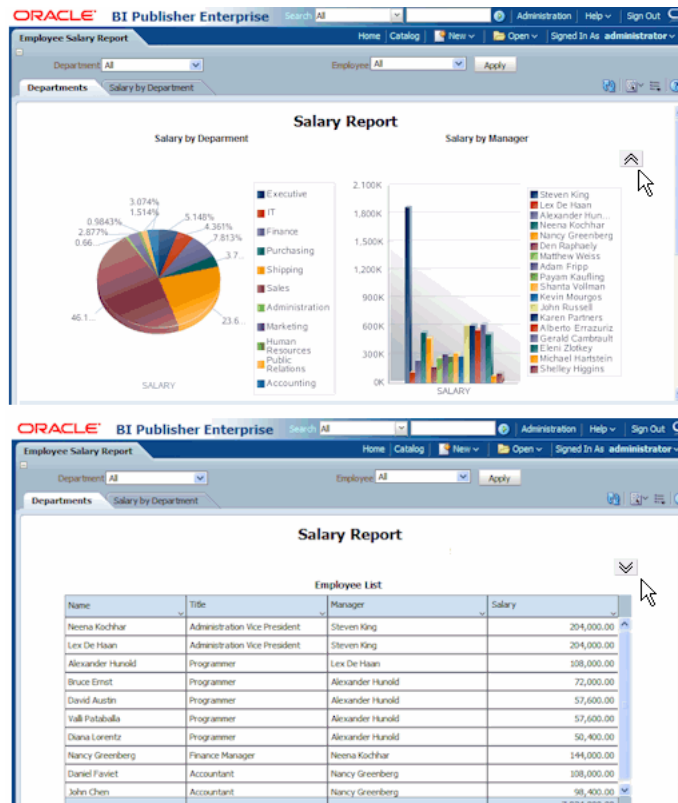 ORACLE BI Publisher Enterprise Search All Administration Help Sign Out
Employee Salary Report Home Catalog New Open Signed In As administrator
Department All Employee All Apply
Departments Salary by Department
Salary Report
Salary by Deparment Salary by Manager
3.074%
1.514%
0.9843%
2.877%
0.66...
5.148%
4.361%
7.813%
3.7...
46.1...
23.6...
SALARY
Executive
IT
Finance
Purchasing
Shipping
Sales
Administration
Marketing
Human
Resources
Public
Relations
Accounting
2.100K
1,800K
1,500K
1,200K
900K
600K
300K
0K
SALARY
Steven King
Lex De Haan
Alexander Hun...
Neena Kochhar
Nancy Greenberg
Den Raphaely
Matthew Weiss
Adam Fripp
Payam Kaufling
Shanta Vollman
Kevin Mourgos
John Russell
Karen Partners
Alberto Errazuriz
Gerald Cambrault
Eleni Zlotkey
Michael Hartstein
Shelley Higgins
ORACLE BI Publisher Enterprise Search All Administration Help Sign Out
Employee Salary Report Home Catalog New Open Signed In As administrator
Department All Employee All Apply
Departments Salary by Department
Salary Report
Employee List
Name Title Manager Salary
Neena Kochhar Administration Vice President Steven King 204,000.00
Lex De Haan Administration Vice President Steven King 204,000.00
Alexander Hunold Programmer Lex De Haan 108,000.00
Bruce Ernst Programmer Alexander Hunold 72,000.00
David Austin Programmer Alexander Hunold 57,600.00
Valli Pataballa Programmer Alexander Hunold 57,600.00
Diana Lorentz Programmer Alexander Hunold 50,400.00
Nancy Greenberg Finance Manager Neena Kochhar 144,000.00
Daniel Faviet Accountant Nancy Greenberg 108,000.00
John Chen Accountant Nancy Greenberg 98,400.00